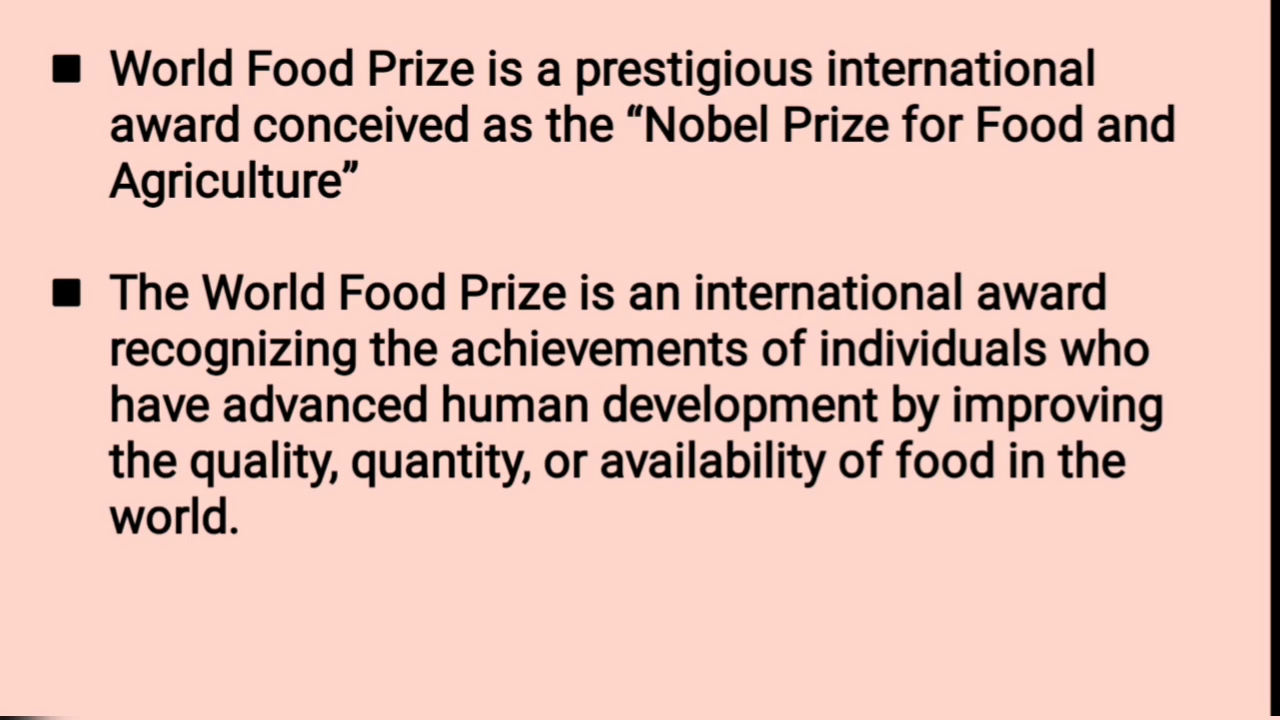 ■ World Food Prize is a prestigious international
award conceived as the “Nobel Prize for Food and
Agriculture”
■ The World Food Prize is an international award
recognizing the achievements of individuals who
have advanced human development by improving
the quality, quantity, or availability of food in the
world.